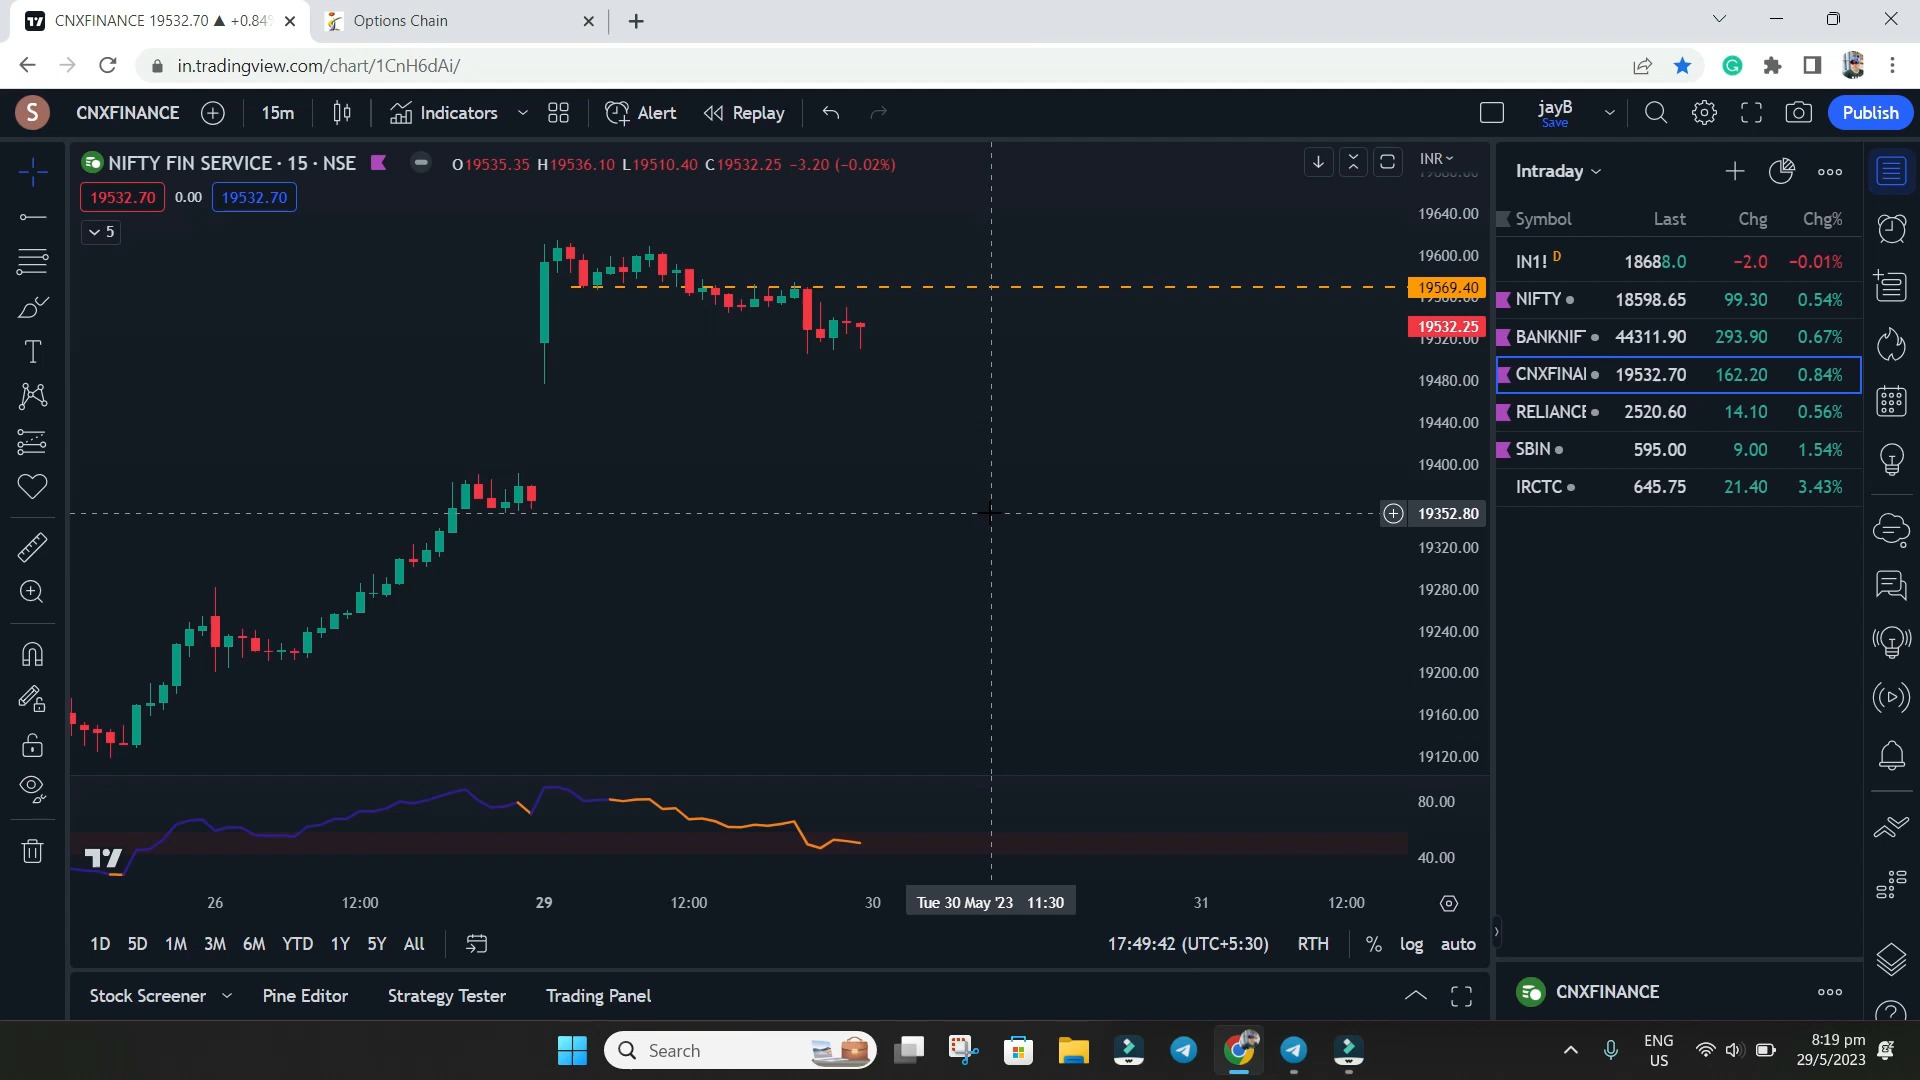 CNXFINANCE 19532.70 ▲ +0.84%
Options Chain
in.tradingview.com/chart/1CnH6dAi/
S
CNXFINANCE
15m
Indicators
Alert
Replay
jayB
Save
Publish
NIFTY FIN SERVICE · 15 · NSE
O19535.35 H19536.10 L19510.40 C19532.25 −3.20 (−0.02%)
INR
19532.70
0.00
19532.70
5
19640.00
19600.00
19569.40
19532.25
19520.00
19480.00
19440.00
19400.00
19352.80
19320.00
19280.00
19240.00
19200.00
19160.00
19120.00
80.00
40.00
26
12:00
29
12:00
30
Tue 30 May '23 11:30
31
12:00
1D 5D 1M 3M 6M YTD 1Y 5Y All
17:49:42 (UTC+5:30)
RTH
%
log
auto
Stock Screener
Pine Editor
Strategy Tester
Trading Panel
Intraday
Symbol Last Chg Chg%
IN1! D 18688.0 −2.0 −0.01%
NIFTY 18598.65 99.30 0.54%
BANKNIF 44311.90 293.90 0.67%
CNXFINAI 19532.70 162.20 0.84%
RELIANCE 2520.60 14.10 0.56%
SBIN 595.00 9.00 1.54%
IRCTC 645.75 21.40 3.43%
CNXFINANCE
Search
ENG
US
8:19 pm
29/5/2023